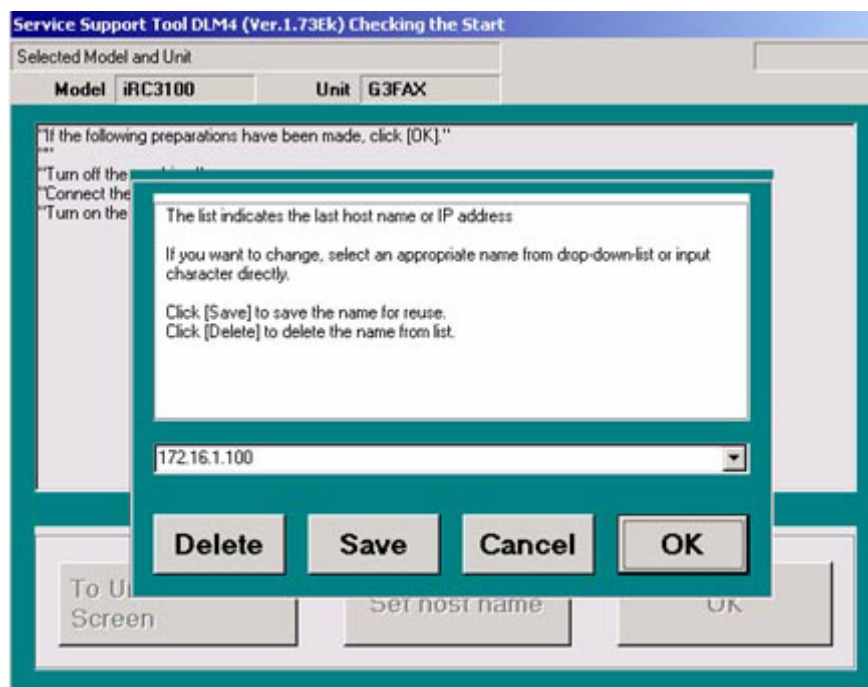 Service Support Tool DLM4 (Ver.1.73Ek) Checking the Start
Selected Model and Unit
Model iRC3100 Unit G3FAX
"If the following preparations have been made, click [OK]."
""
"Turn off the
"Connect the
"Turn on the
The list indicates the last host name or IP address
If you want to change, select an appropriate name from drop-down-list or input
character directly.
Click [Save] to save the name for reuse.
Click [Delete] to delete the name from list.
172.16.1.100
Delete Save Cancel OK
To
Screen
Set host name
OK